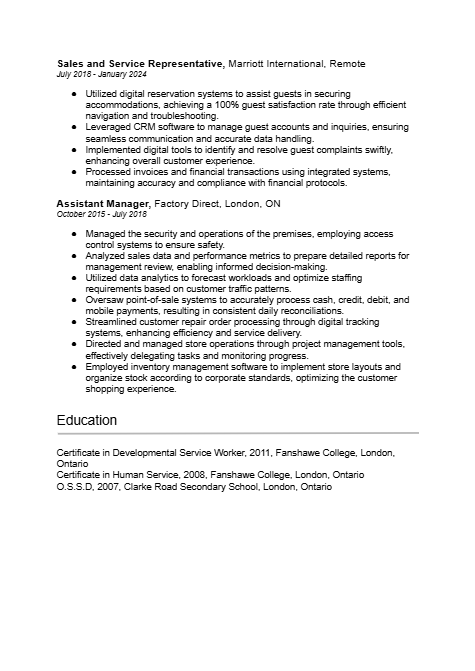 Sales and Service Representative, Marriott International, Remote
July 2018 - January 2024
● Utilized digital reservation systems to assist guests in securing
accommodations, achieving a 100% guest satisfaction rate through efficient
navigation and troubleshooting.
● Leveraged CRM software to manage guest accounts and inquiries, ensuring
seamless communication and accurate data handling.
● Implemented digital tools to identify and resolve guest complaints swiftly,
enhancing overall customer experience.
● Processed invoices and financial transactions using integrated systems,
maintaining accuracy and compliance with financial protocols.
Assistant Manager, Factory Direct, London, ON
October 2015 - July 2018
● Managed the security and operations of the premises, employing access
control systems to ensure safety.
● Analyzed sales data and performance metrics to prepare detailed reports for
management review, enabling informed decision-making.
● Utilized data analytics to forecast workloads and optimize staffing
requirements based on customer traffic patterns.
● Oversaw point-of-sale systems to accurately process cash, credit, debit, and
mobile payments, resulting in consistent daily reconciliations.
● Streamlined customer repair order processing through digital tracking
systems, enhancing efficiency and service delivery.
● Directed and managed store operations through project management tools,
effectively delegating tasks and monitoring progress.
● Employed inventory management software to implement store layouts and
organize stock according to corporate standards, optimizing the customer
shopping experience.
Education
Certificate in Developmental Service Worker, 2011, Fanshawe College, London,
Ontario
Certificate in Human Service, 2008, Fanshawe College, London, Ontario
O.S.S.D, 2007, Clarke Road Secondary School, London, Ontario